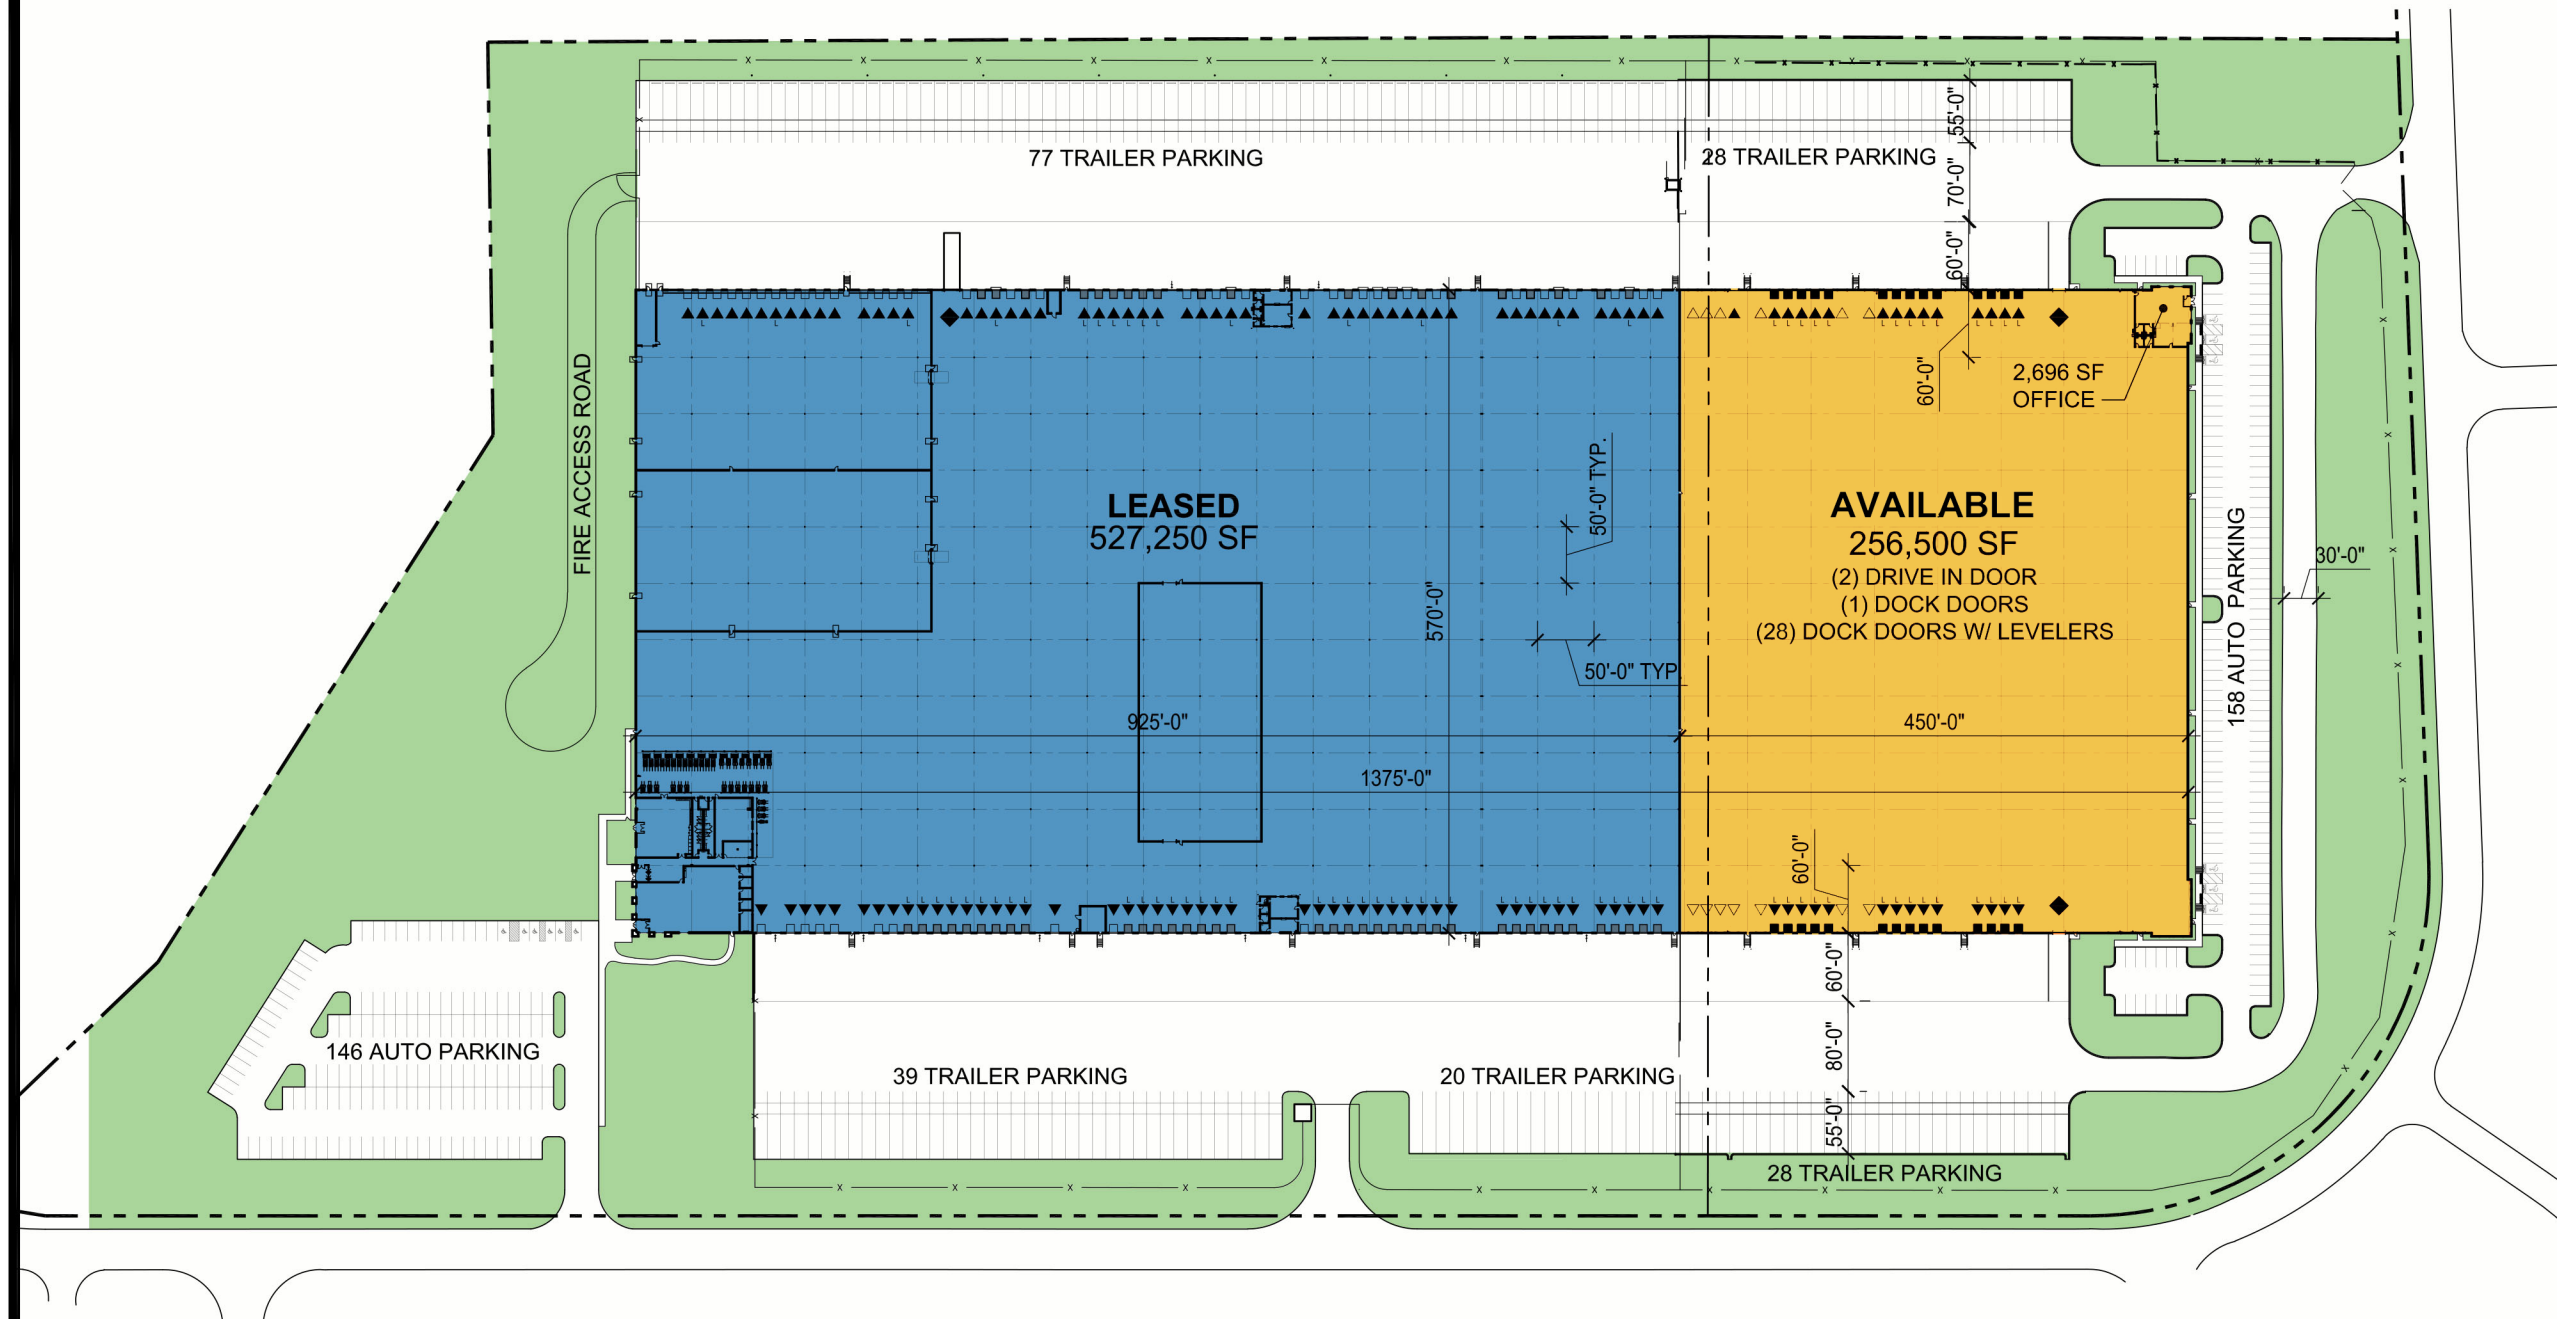 77 TRAILER PARKING
28 TRAILER PARKING
55'-0"
70'-0"
60'-0"
60'-0"
2,696 SF
OFFICE
FIRE ACCESS ROAD
LEASED
527,250 SF
50'-0" TYP.
50'-0" TYP
570'-0"
AVAILABLE
256,500 SF
(2) DRIVE IN DOOR
(1) DOCK DOORS
(28) DOCK DOORS W/ LEVELERS
158 AUTO PARKING
30'-0"
925'-0"
450'-0"
1375'-0"
60'-0"
60'-0"
80'-0"
55'-0"
146 AUTO PARKING
39 TRAILER PARKING
20 TRAILER PARKING
28 TRAILER PARKING